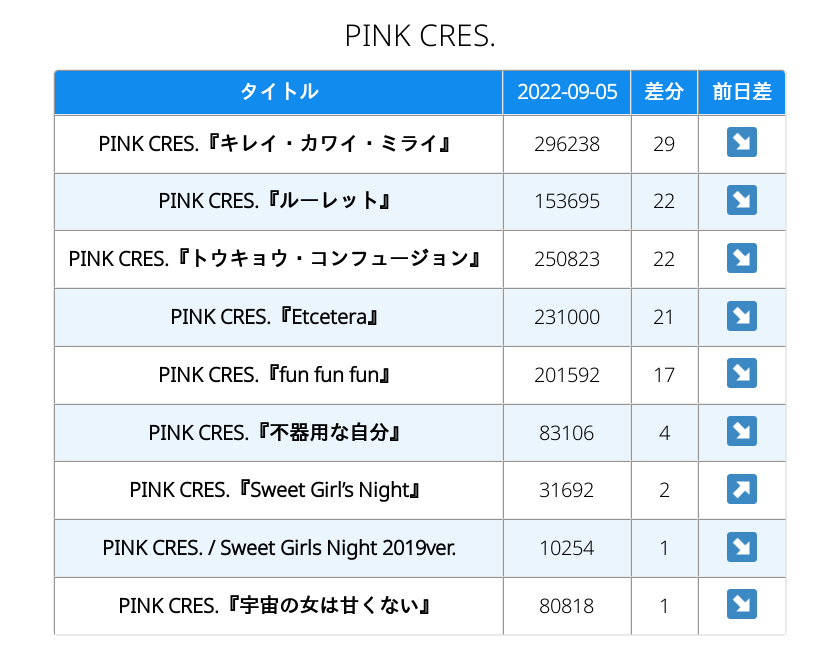 PINK CRES.
タイトル 2022-09-05 差分 前日差
PINK CRES.『キレイ・カワイ・ミライ』 296238 29 ↘
PINK CRES.『ルーレット』 153695 22 ↘
PINK CRES.『トウキョウ・コンフュージョン』 250823 22 ↘
PINK CRES.『Etcetera』 231000 21 ↘
PINK CRES.『fun fun fun』 201592 17 ↘
PINK CRES.『不器用な自分』 83106 4 ↘
PINK CRES.『Sweet Girl’s Night』 31692 2 ↗
PINK CRES. / Sweet Girls Night 2019ver. 10254 1 ↘
PINK CRES.『宇宙の女は甘くない』 80818 1 ↘